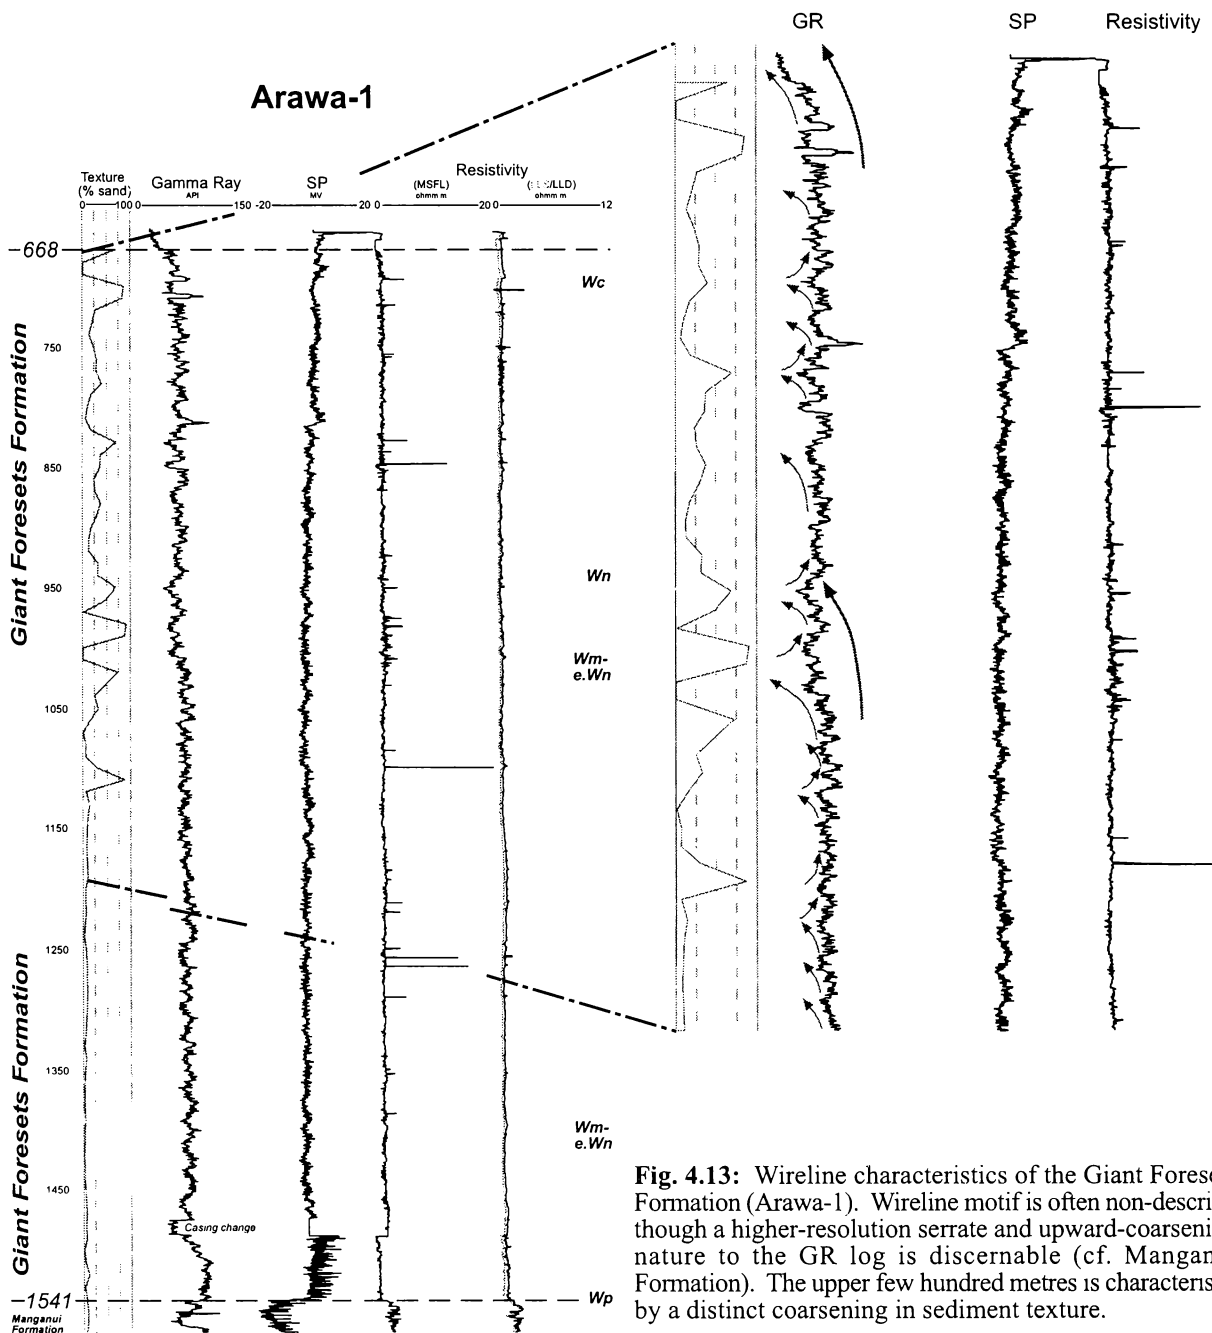 GR SP Resistivity
Arawa-1
Texture
(% sand)
0 100
Gamma Ray
API
0 150
SP
MV
-20 20
Resistivity
(MSFL)
ohmm m
0 20
/LLD)
ohmm m
0 12
668
Wc
750
Giant Foresets Formation
850
950
Wn
Wm-
e.Wn
1050
1150
1250
Giant Foresets Formation
1350
Wm-
e.Wn
1450
Casing change
1541
Wp
Manganui
Formation
Fig. 4.13: Wireline characteristics of the Giant Forese
Formation (Arawa-1). Wireline motif is often non-descri
though a higher-resolution serrate and upward-coarseni
nature to the GR log is discernable (cf. Mangan
Formation). The upper few hundred metres is characteris
by a distinct coarsening in sediment texture.